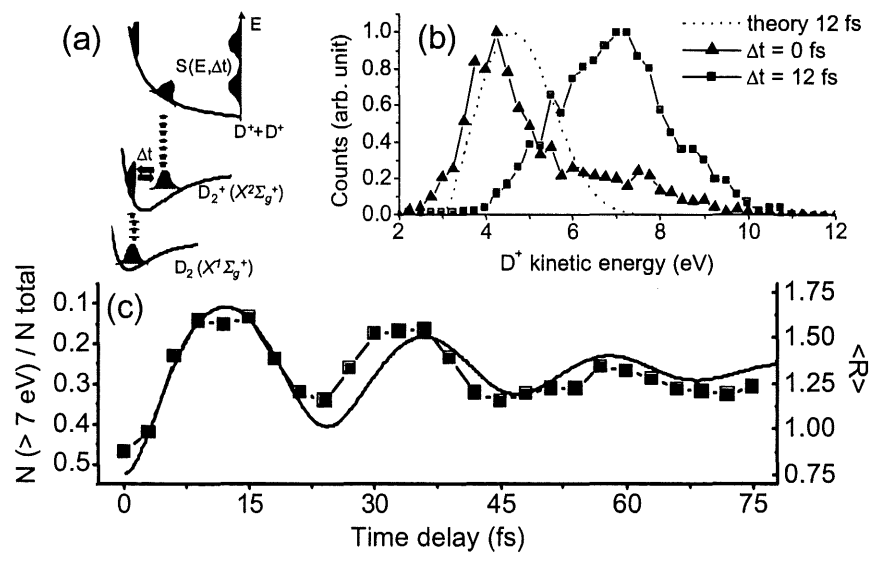 (a)
E
S(E,Δt)
D⁺+D⁺
Δt
D₂⁺ (X²Σg⁺)
D₂ (X¹Σg⁺)
(b)
theory 12 fs
Δt = 0 fs
Δt = 12 fs
Counts (arb. unit)
1.0
0.8
0.6
0.4
0.2
0.0
2 4 6 8 10 12
D⁺ kinetic energy (eV)
(c)
N (> 7 eV) / N total
0.1
0.2
0.3
0.4
0.5
1.75
1.50
1.25
1.00
0.75
<R>
0 15 30 45 60 75
Time delay (fs)